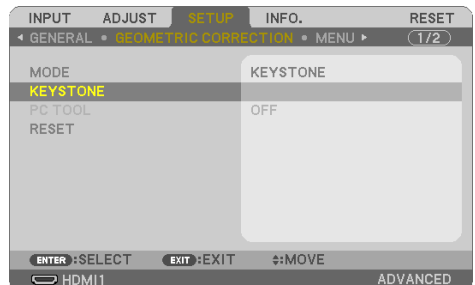 INPUT ADJUST SETUP INFO. RESET
◄ GENERAL • GEOMETRIC CORRECTION • MENU ► 1/2
MODE KEYSTONE
KEYSTONE
PC TOOL OFF
RESET
ENTER :SELECT EXIT :EXIT ▲▼:MOVE
HDMI1 ADVANCED